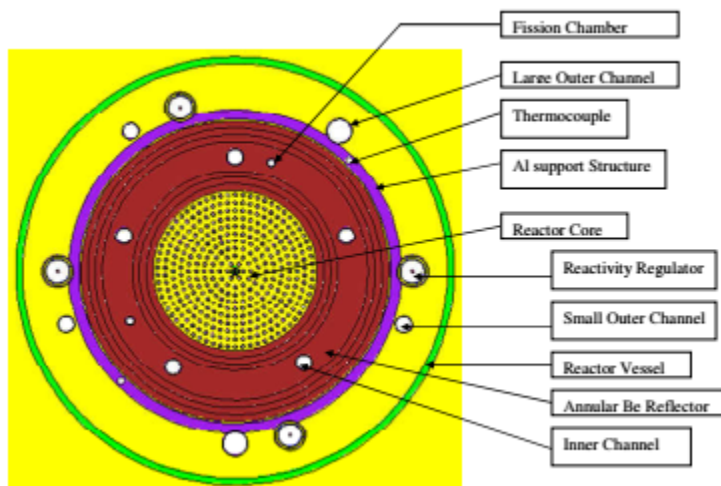 Fission Chamber
Large Outer Channel
Thermocouple
Al support Structure
Reactor Core
Reactivity Regulator
Small Outer Channel
Reactor Vessel
Annular Be Reflector
Inner Channel